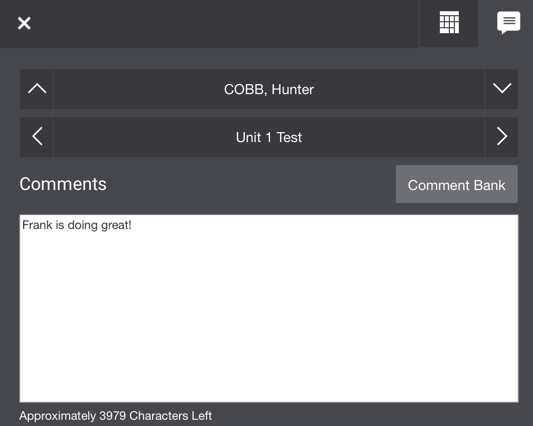 COBB, Hunter
Unit 1 Test
Comments
Comment Bank
Frank is doing great!
Approximately 3979 Characters Left